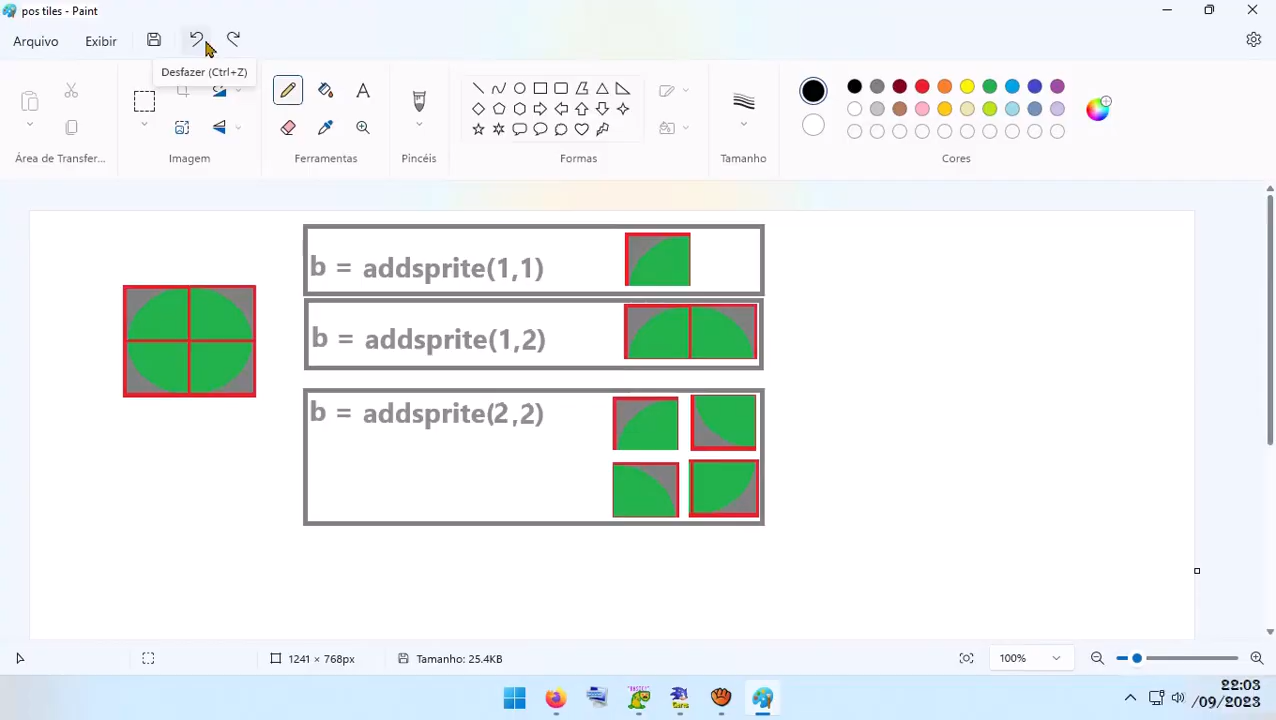 pos tiles - Paint
Arquivo Exibir
Desfazer (Ctrl+Z)
Área de Transfer... Imagem Ferramentas Pincéis Formas Tamanho Cores
b = addsprite(1,1)
b = addsprite(1,2)
b = addsprite(2,2)
1241 × 768px Tamanho: 25.4KB 100%
22:03
/09/2023